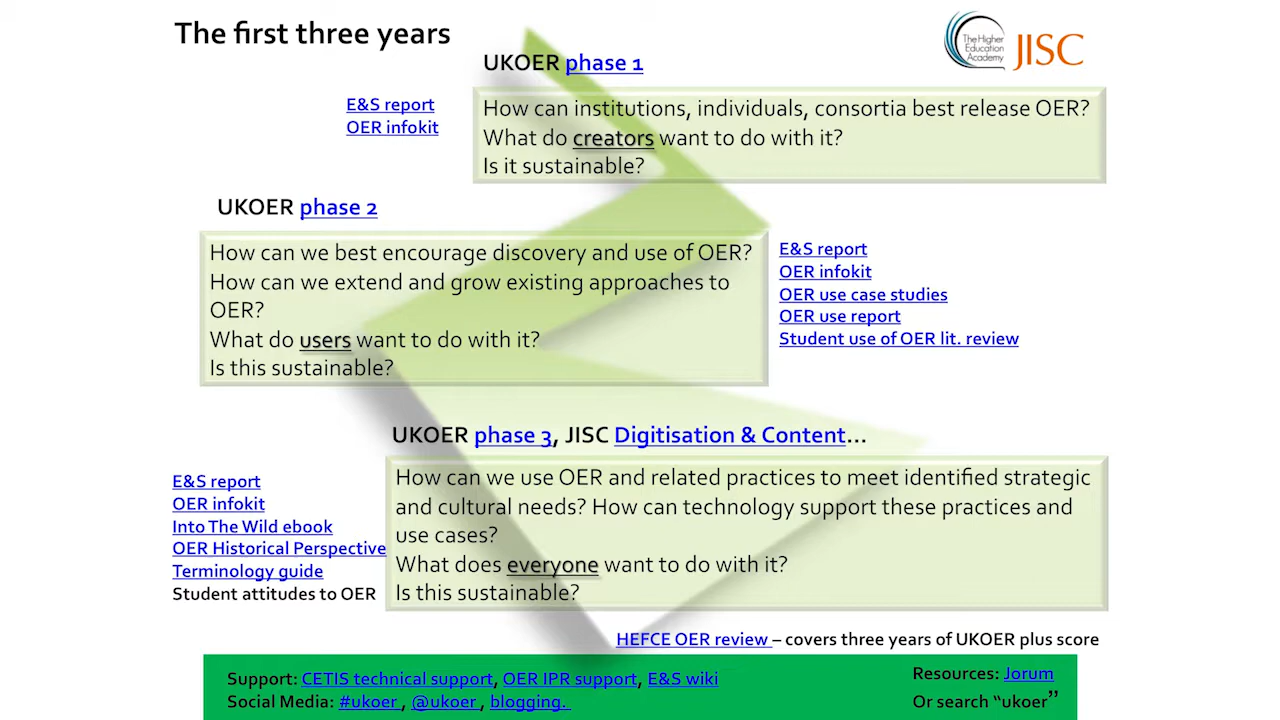 The first three years
The Higher
Education
Academy
JISC
UKOER phase 1
E&S report
OER infokit
How can institutions, individuals, consortia best release OER?
What do creators want to do with it?
Is it sustainable?
UKOER phase 2
How can we best encourage discovery and use of OER?
How can we extend and grow existing approaches to
OER?
What do users want to do with it?
Is this sustainable?
E&S report
OER infokit
OER use case studies
OER use report
Student use of OER lit. review
UKOER phase 3, JISC Digitisation & Content...
E&S report
OER infokit
Into The Wild ebook
OER Historical Perspective
Terminology guide
Student attitudes to OER
How can we use OER and related practices to meet identified strategic
and cultural needs? How can technology support these practices and
use cases?
What does everyone want to do with it?
Is this sustainable?
HEFCE OER review – covers three years of UKOER plus score
Support: CETIS technical support, OER IPR support, E&S wiki
Social Media: #ukoer , @ukoer , blogging.
Resources: Jorum
Or search “ukoer”